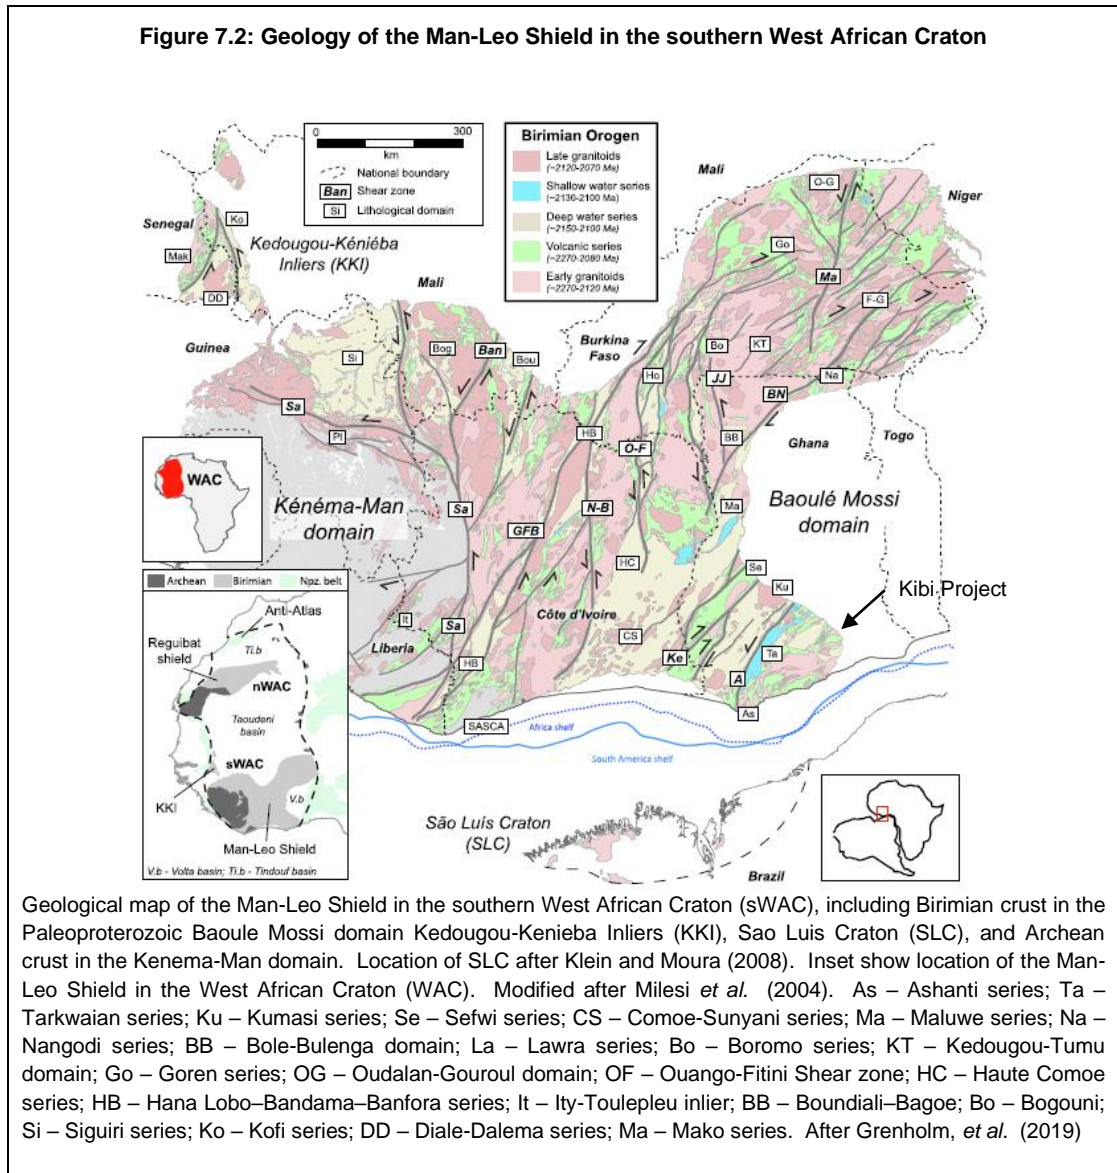 Figure 7.2: Geology of the Man-Leo Shield in the southern West African Craton
0 300
km
National boundary
Ban Shear zone
Si Lithological domain
Birimian Orogen
Late granitoids
(~2120-2070 Ma)
Shallow water series
(~2130-2100 Ma)
Deep water series
(~2150-2100 Ma)
Volcanic series
(~2270-2080 Ma)
Early granitoids
(~2270-2120 Ma)
Mali
O-G
Niger
Senegal
Ko
Kedougou-Kéniéba
Inliers (KKI)
Mak
DD
Go
Ma
F-G
Mali
Guinea
Si
Bog
Ban
Bou
Burkina
Faso
Bo
KT
Ho
JJ
Na
BN
Sa
PI
HB
O-F
BB
Ghana
Togo
WAC
Kénéma-Man
domain
Sa
GFB
N-B
Ma
Baoulé Mossi
domain
HC
Se
Ku
Kibi Project
Archean Birimian Npz. belt
Anti-Atlas
Ti.b
Reguibat
shield
nWAC
Taoudeni
basin
sWAC
KKI
V.b
Man-Leo Shield
V.b - Volta basin; Ti.b - Tindouf basin
It
Liberia
Sa
HB
Côte d'Ivoire
CS
Ke
Ta
A
As
SASCA
Africa shelf
South America shelf
São Luís Craton
(SLC)
Brazil
Geological map of the Man-Leo Shield in the southern West African Craton (sWAC), including Birimian crust in the
Paleoproterozoic Baoule Mossi domain Kedougou-Kenieba Inliers (KKI), Sao Luis Craton (SLC), and Archean
crust in the Kenema-Man domain. Location of SLC after Klein and Moura (2008). Inset show location of the Man-
Leo Shield in the West African Craton (WAC). Modified after Milesi et al. (2004). As – Ashanti series; Ta –
Tarkwaian series; Ku – Kumasi series; Se – Sefwi series; CS – Comoe-Sunyani series; Ma – Maluwe series; Na –
Nangodi series; BB – Bole-Bulenga domain; La – Lawra series; Bo – Boromo series; KT – Kedougou-Tumu
domain; Go – Goren series; OG – Oudalan-Gouroul domain; OF – Ouango-Fitini Shear zone; HC – Haute Comoe
series; HB – Hana Lobo–Bandama–Banfora series; It – Ity-Toulepleu inlier; BB – Boundiali–Bagoe; Bo – Bogouni;
Si – Siguiri series; Ko – Kofi series; DD – Diale-Dalema series; Ma – Mako series. After Grenholm, et al. (2019)